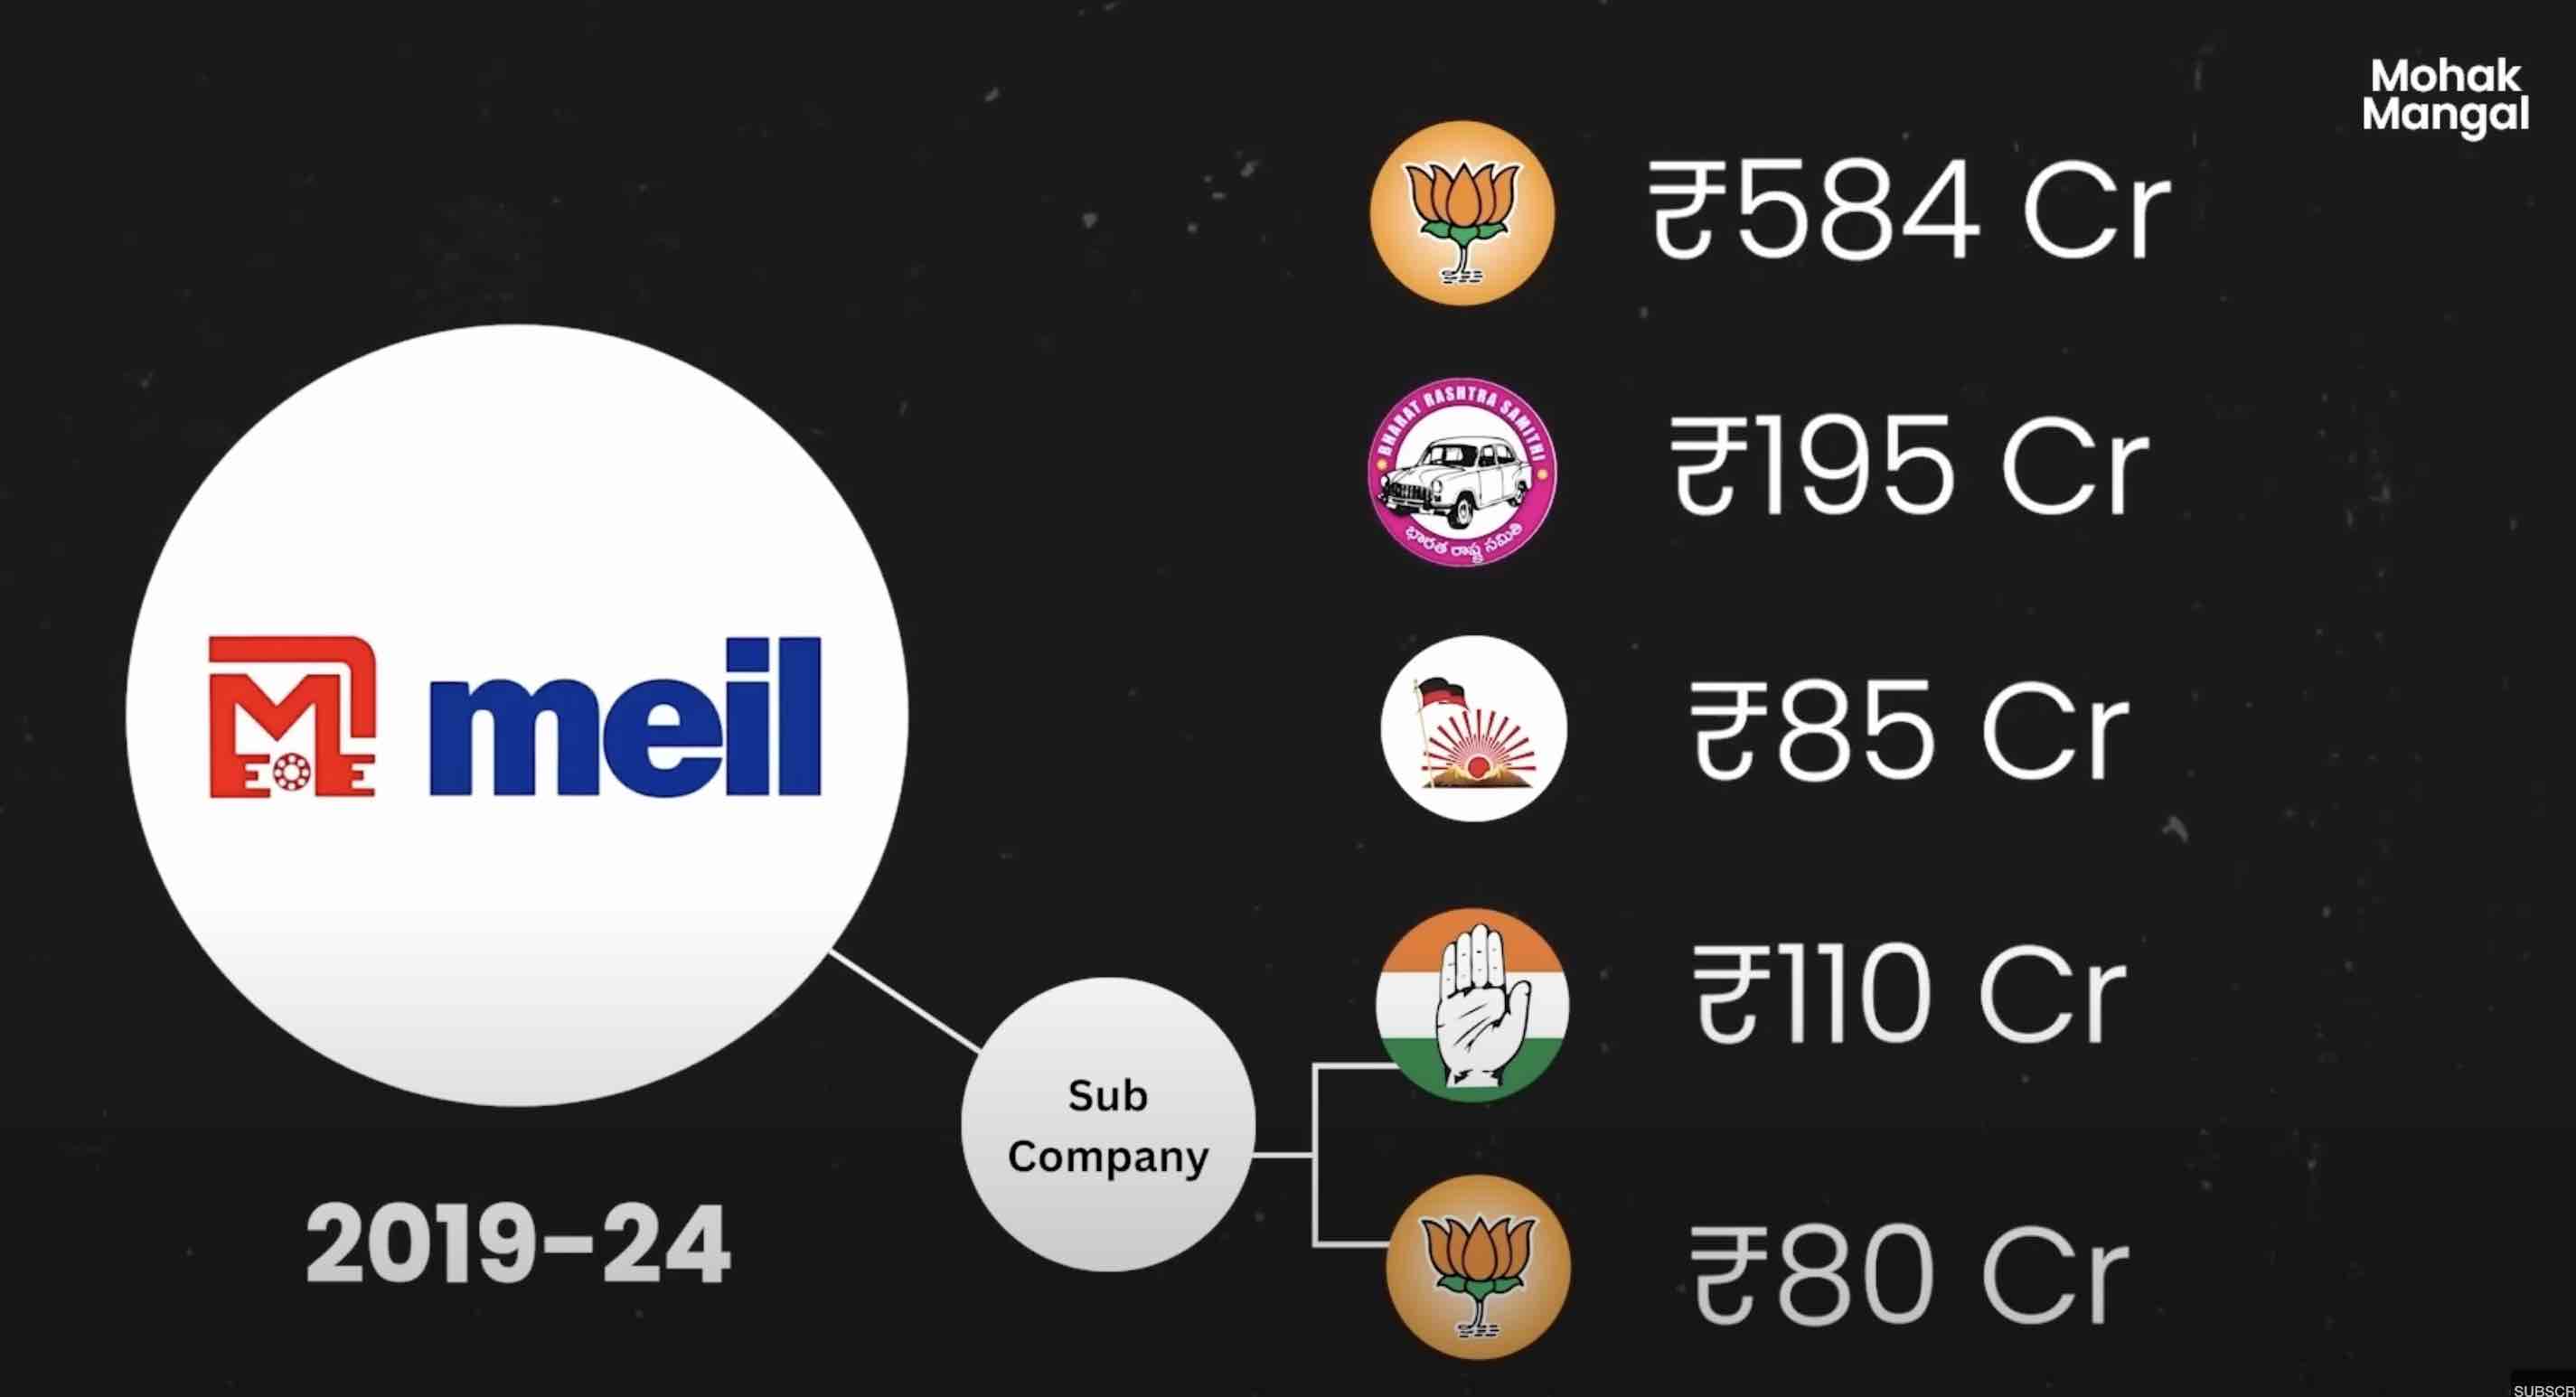 Mohak
Mangal
₹584 Cr
BHARAT RASHTRA SAMITHI
భారత రాష్ట్ర సమితి
₹195 Cr
MEE
meil
₹85 Cr
₹110 Cr
Sub
Company
2019-24
₹80 Cr